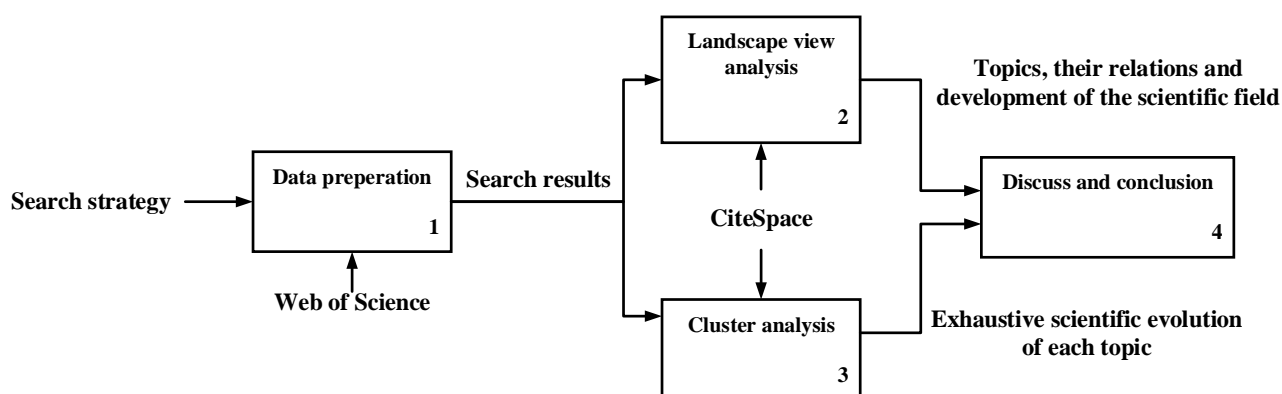 Landscape view
analysis
2
Topics, their relations and
development of the scientific field
Data preperation
1
Search results
Search strategy
Web of Science
CiteSpace
Discuss and conclusion
4
Cluster analysis
3
Exhaustive scientific evolution
of each topic